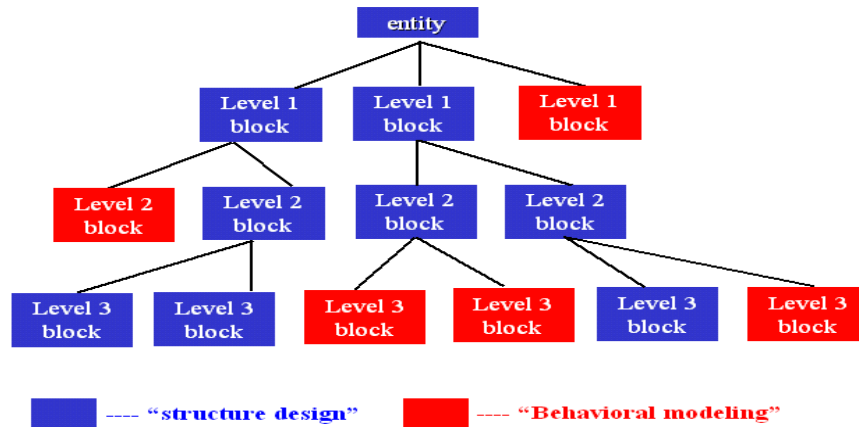 entity
Level 1
block
Level 1
block
Level 1
block
Level 2
block
Level 2
block
Level 2
block
Level 2
block
Level 3
block
Level 3
block
Level 3
block
Level 3
block
Level 3
block
Level 3
block
---- “structure design”
---- “Behavioral modeling”